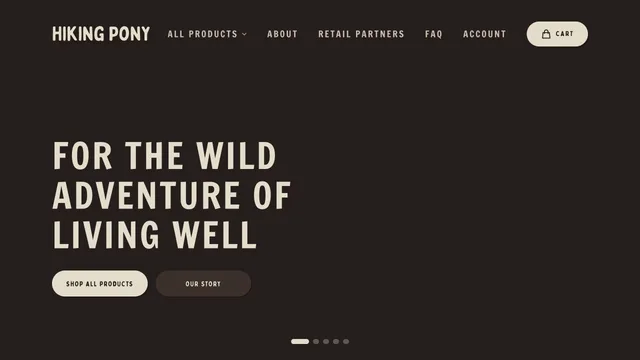 HIKING PONY
ALL PRODUCTS
ABOUT
RETAIL PARTNERS
FAQ
ACCOUNT
CART
FOR THE WILD
ADVENTURE OF
LIVING WELL
SHOP ALL PRODUCTS
OUR STORY